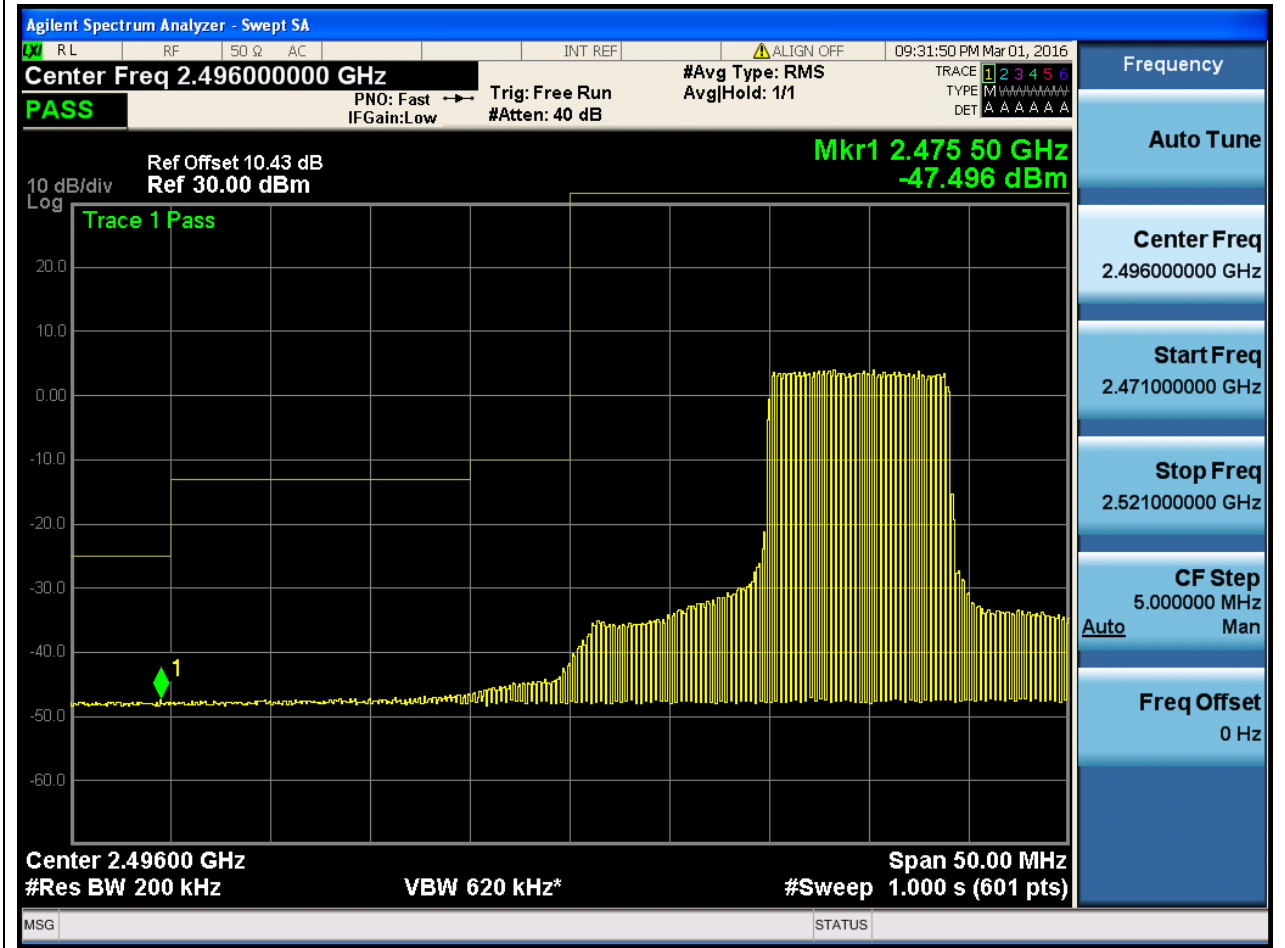 Agilent Spectrum Analyzer - Swept SA
LXI RL RF 50 Ω AC INT REF ALIGN OFF 09:31:50 PM Mar 01, 2016
Center Freq 2.496000000 GHz
PASS
PNO: Fast
IFGain:Low
Trig: Free Run
#Atten: 40 dB
#Avg Type: RMS
Avg|Hold: 1/1
TRACE 1 2 3 4 5 6
TYPE M WWWWW
DET A A A A A A
Mkr1 2.475 50 GHz
-47.496 dBm
Ref Offset 10.43 dB
10 dB/div Ref 30.00 dBm
Log
Trace 1 Pass
20.0
10.0
0.00
-10.0
-20.0
-30.0
-40.0
1
-50.0
-60.0
Center 2.49600 GHz Span 50.00 MHz
#Res BW 200 kHz VBW 620 kHz* #Sweep 1.000 s (601 pts)
MSG STATUS
Frequency
Auto Tune
Center Freq
2.496000000 GHz
Start Freq
2.471000000 GHz
Stop Freq
2.521000000 GHz
CF Step
5.000000 MHz
Auto Man
Freq Offset
0 Hz